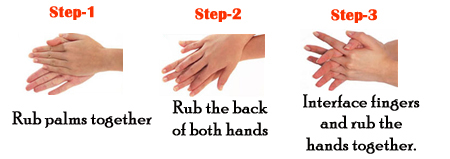 Step-1
Rub palms together
Step-2
Rub the back
of both hands
Step-3
Interface fingers
and rub the
hands together.